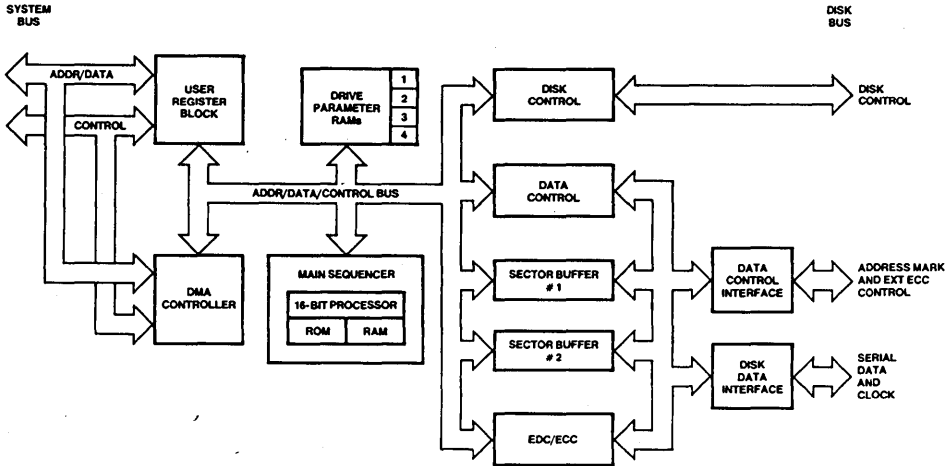 SYSTEM
BUS
DISK
BUS
ADDR/DATA
CONTROL
USER
REGISTER
BLOCK
DRIVE
PARAMETER
RAMs
1
2
3
4
DISK
CONTROL
DISK
CONTROL
ADDR/DATA/CONTROL BUS
DATA
CONTROL
DMA
CONTROLLER
MAIN SEQUENCER
16-BIT PROCESSOR
ROM
RAM
SECTOR BUFFER
# 1
SECTOR BUFFER
# 2
EDC/ECC
DATA
CONTROL
INTERFACE
ADDRESS MARK
AND EXT ECC
CONTROL
DISK
DATA
INTERFACE
SERIAL
DATA
AND
CLOCK